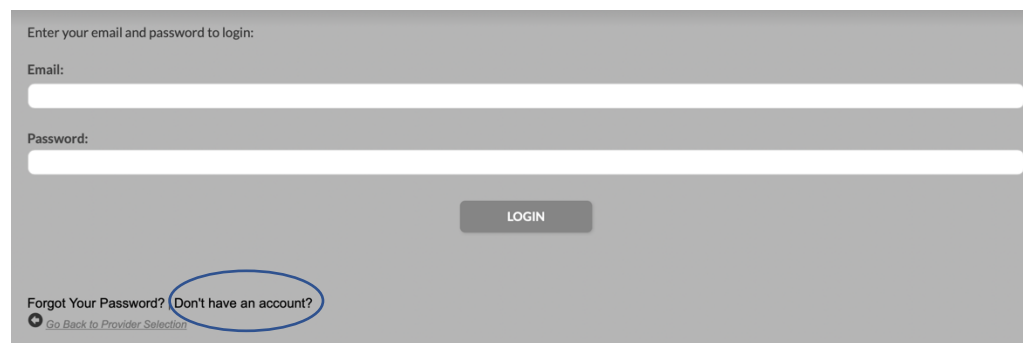 Enter your email and password to login:
Email:
Password:
LOGIN
Forgot Your Password? | Don't have an account?
Go Back to Provider Selection